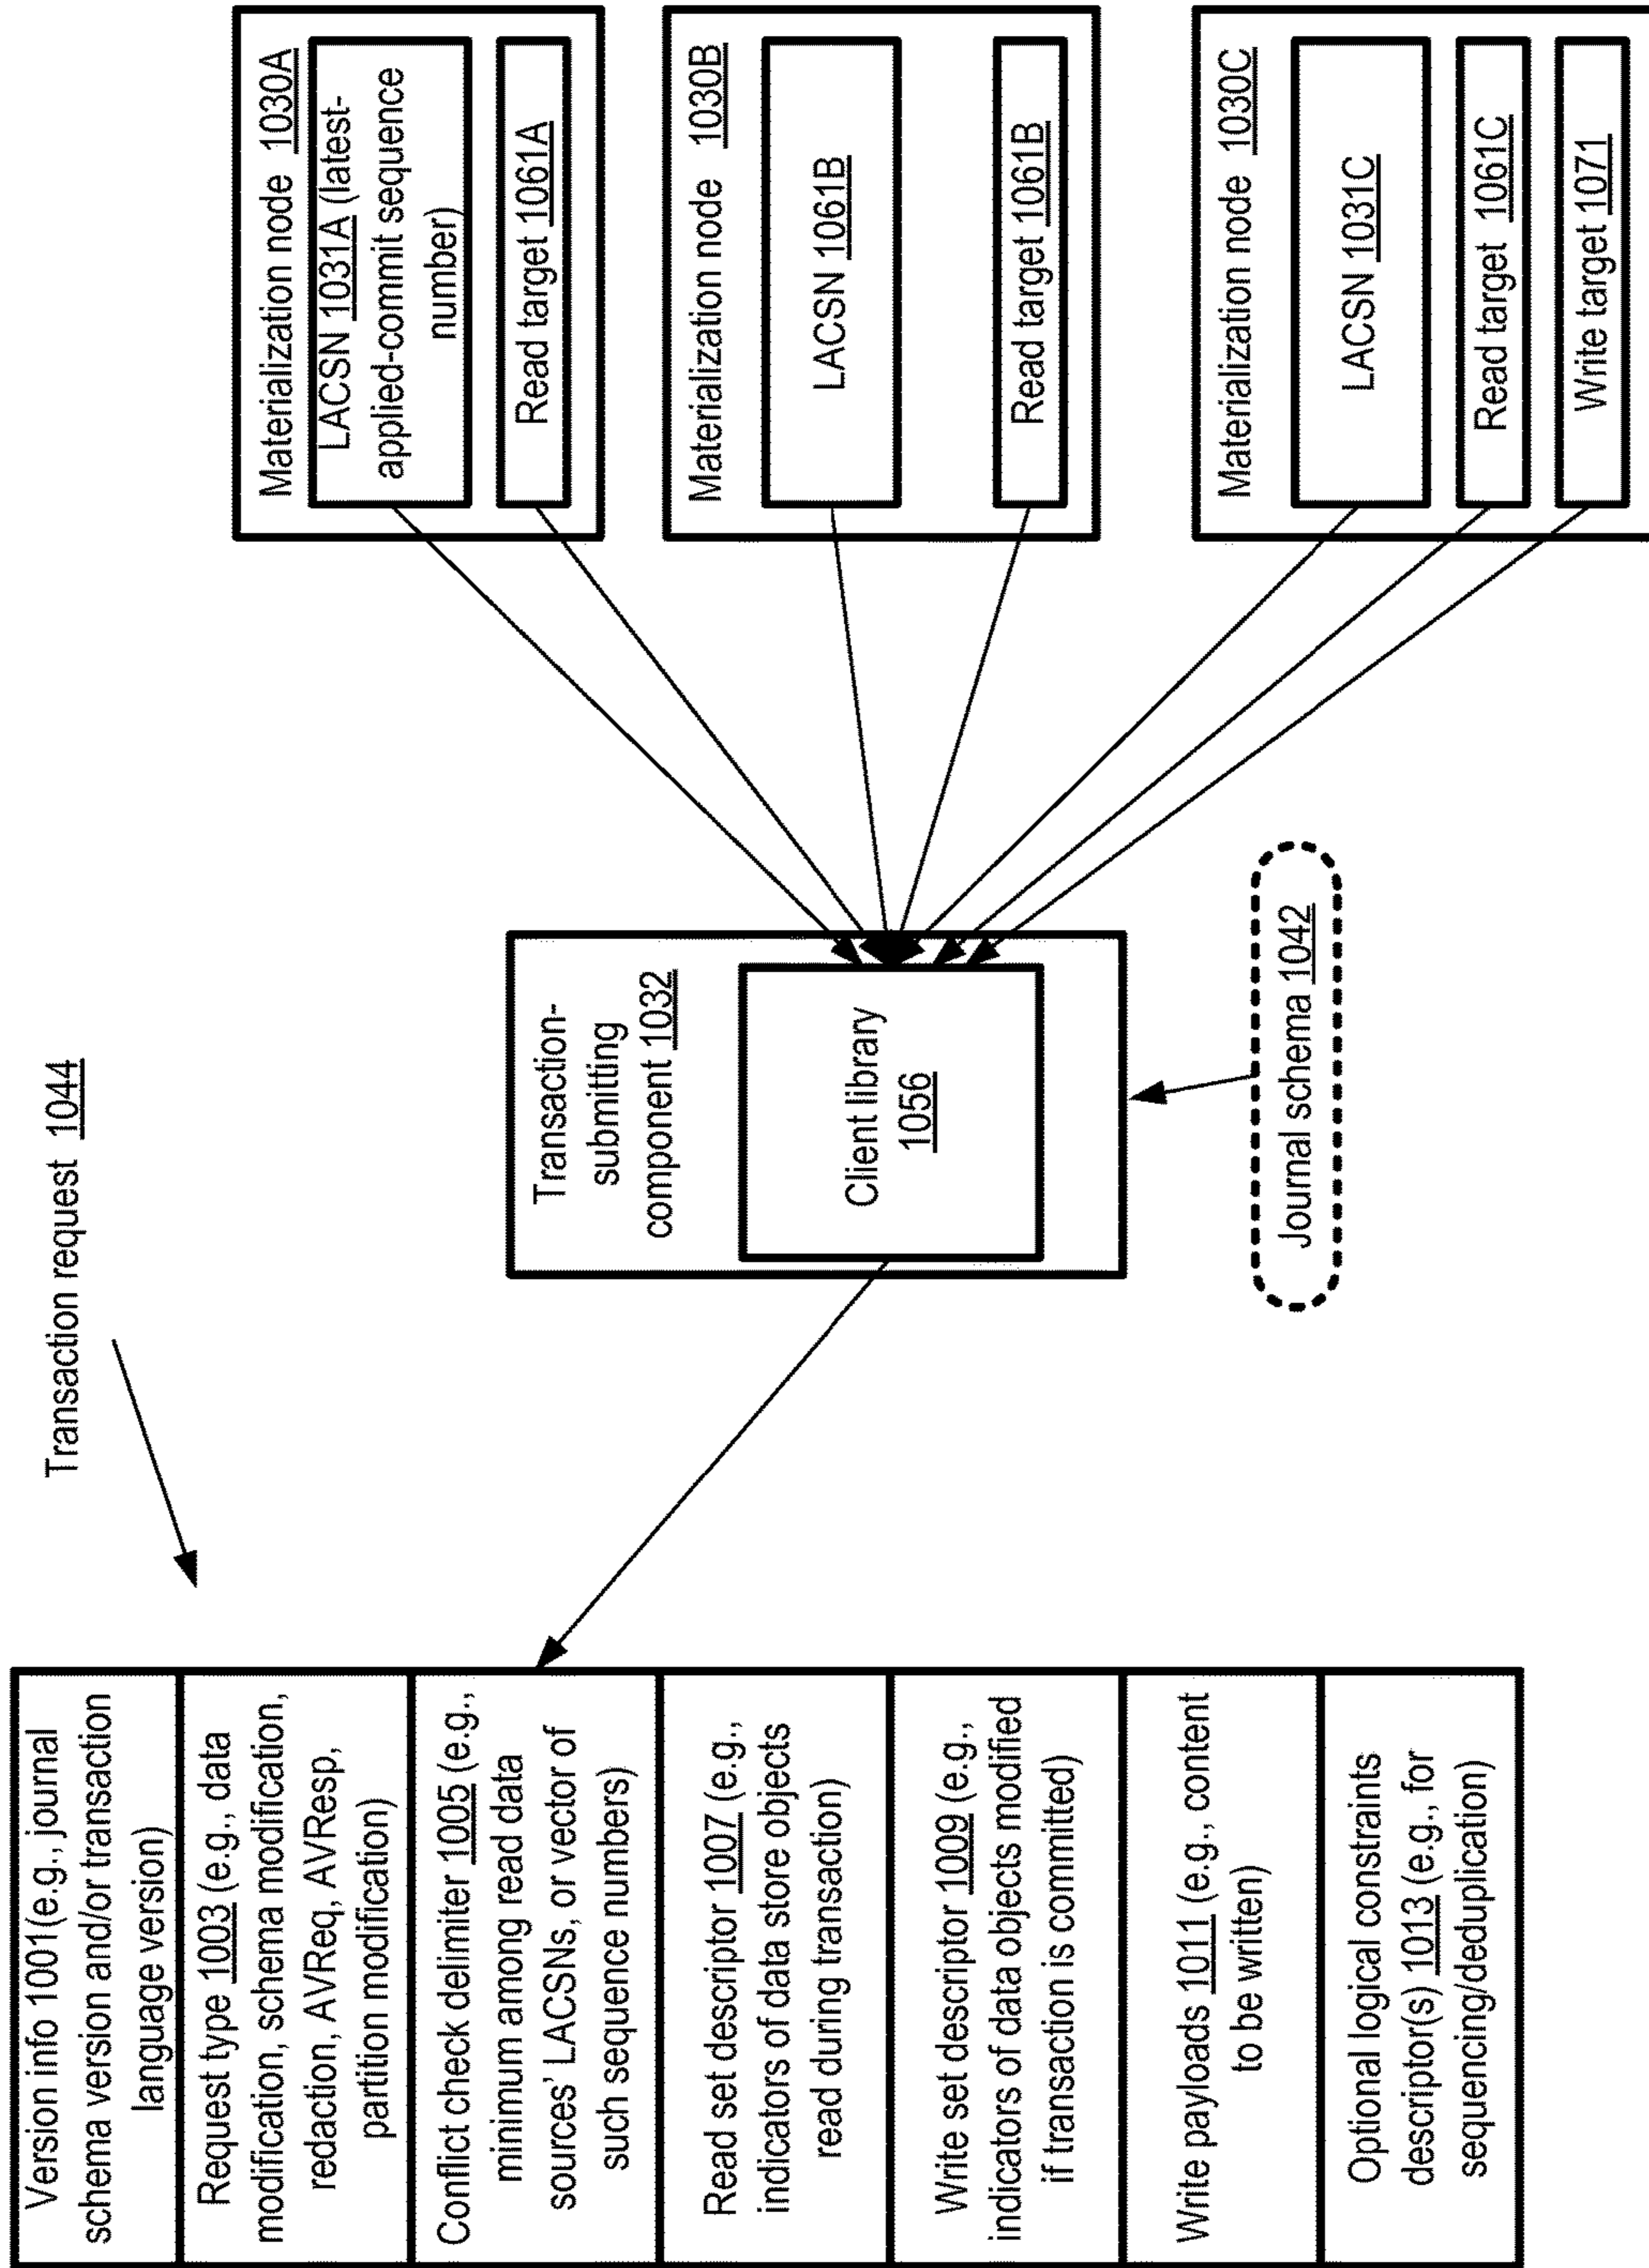 Transaction request 1044
Version info 1001(e.g., journal
schema version and/or transaction
language version)
Request type 1003 (e.g., data
modification, schema modification,
redaction, AVReq, AVResp,
partition modification)
Conflict check delimiter 1005 (e.g.,
minimum among read data
sources' LACSNs, or vector of
such sequence numbers)
Read set descriptor 1007 (e.g.,
indicators of data store objects
read during transaction)
Write set descriptor 1009 (e.g.,
indicators of data objects modified
if transaction is committed)
Write payloads 1011 (e.g., content
to be written)
Optional logical constraints
descriptor(s) 1013 (e.g., for
sequencing/deduplication)
Transaction-
submitting
component 1032
Client library
1056
Journal schema 1042
Materialization node 1030A
LACSN 1031A (latest-
applied-commit sequence
number)
Read target 1061A
Materialization node 1030B
LACSN 1061B
Read target 1061B
Materialization node 1030C
LACSN 1031C
Read target 1061C
Write target 1071